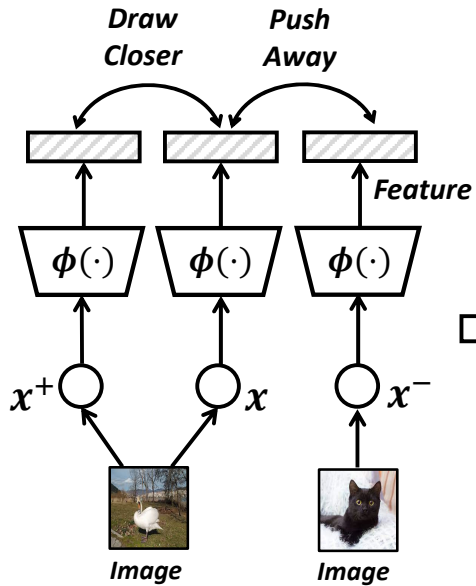 Draw Closer
Push Away
Feature
ϕ(·)
ϕ(·)
ϕ(·)
x⁺
x
x⁻
Image
Image